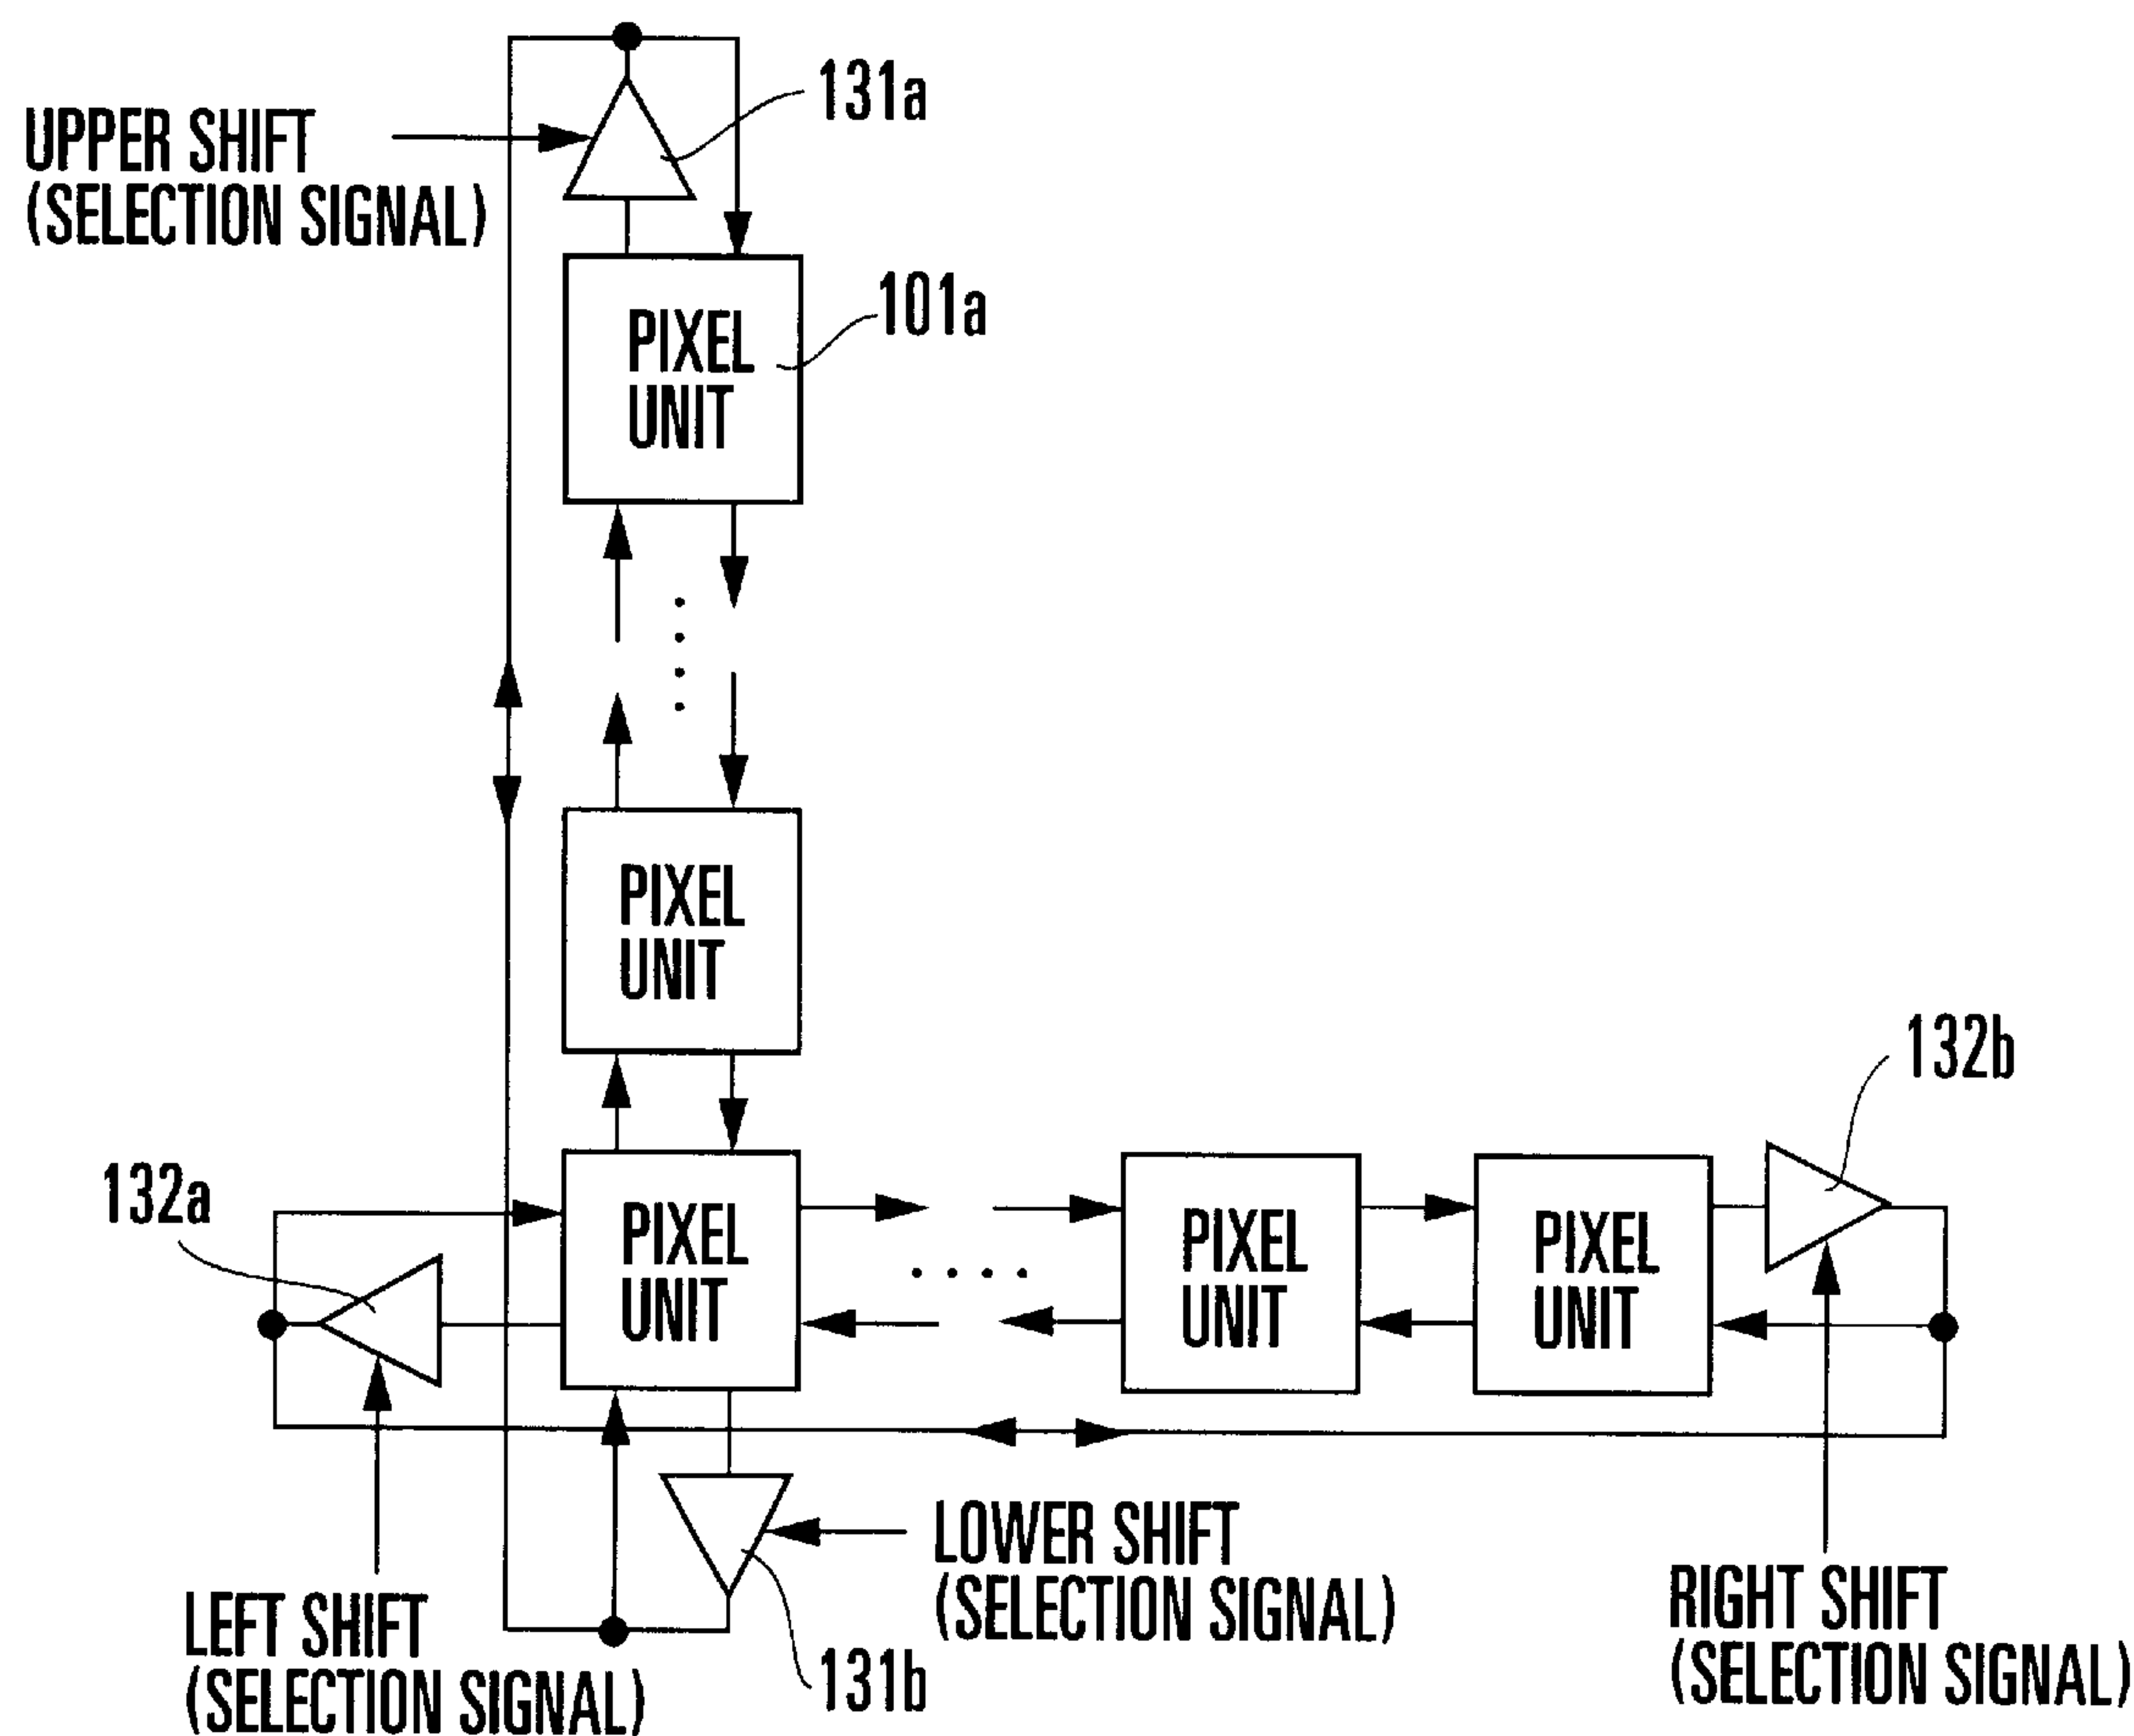 131a
UPPER SHIFT
(SELECTION SIGNAL)
101a
PIXEL
UNIT
PIXEL
UNIT
132b
132a
PIXEL
UNIT
PIXEL
UNIT
PIXEL
UNIT
LOWER SHIFT
(SELECTION SIGNAL)
RIGHT SHIFT
(SELECTION SIGNAL)
LEFT SHIFT
(SELECTION SIGNAL)
131b